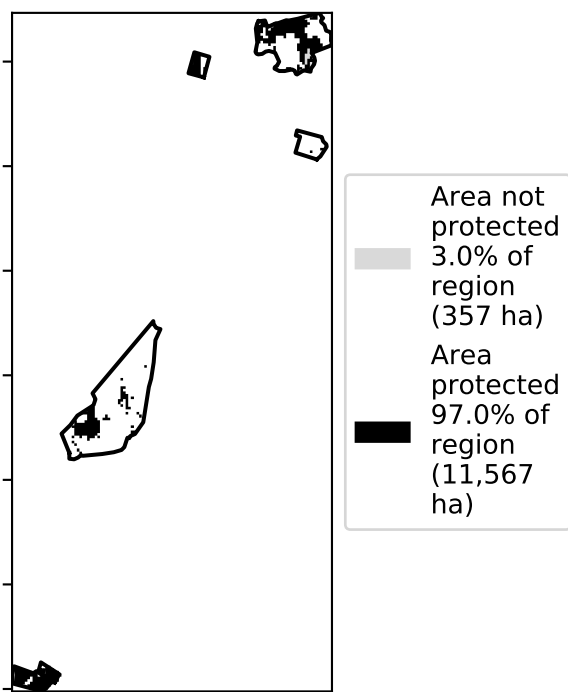 Area not
protected
3.0% of
region
(357 ha)
Area
protected
97.0% of
region
(11,567
ha)